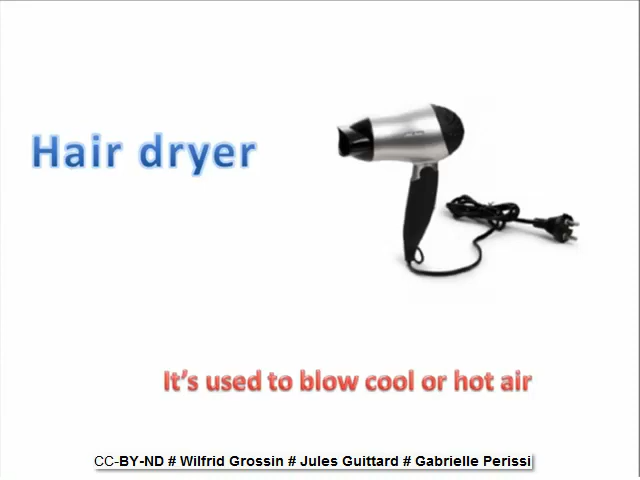 Hair dryer
It's used to blow cool or hot air
CC-BY-ND # Wilfrid Grossin # Jules Guittard # Gabrielle Perissi